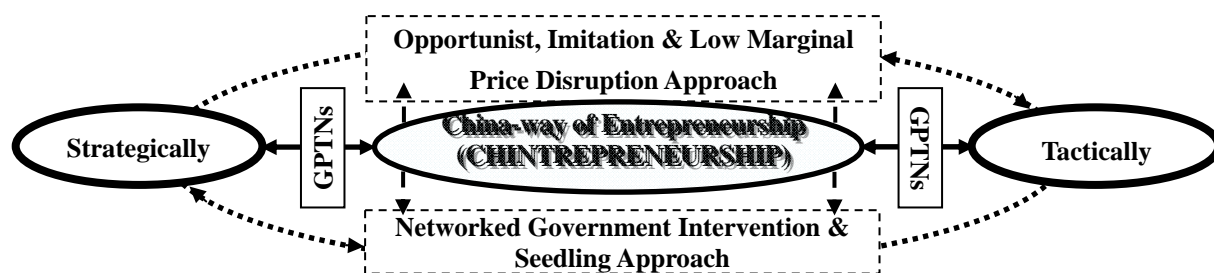 Opportunist, Imitation & Low Marginal
Price Disruption Approach
Strategically
GPTNs
China-way of Entrepreneurship
(CHINTREPRENEURSHIP)
GPTNs
Tactically
Networked Government Intervention &
Seedling Approach